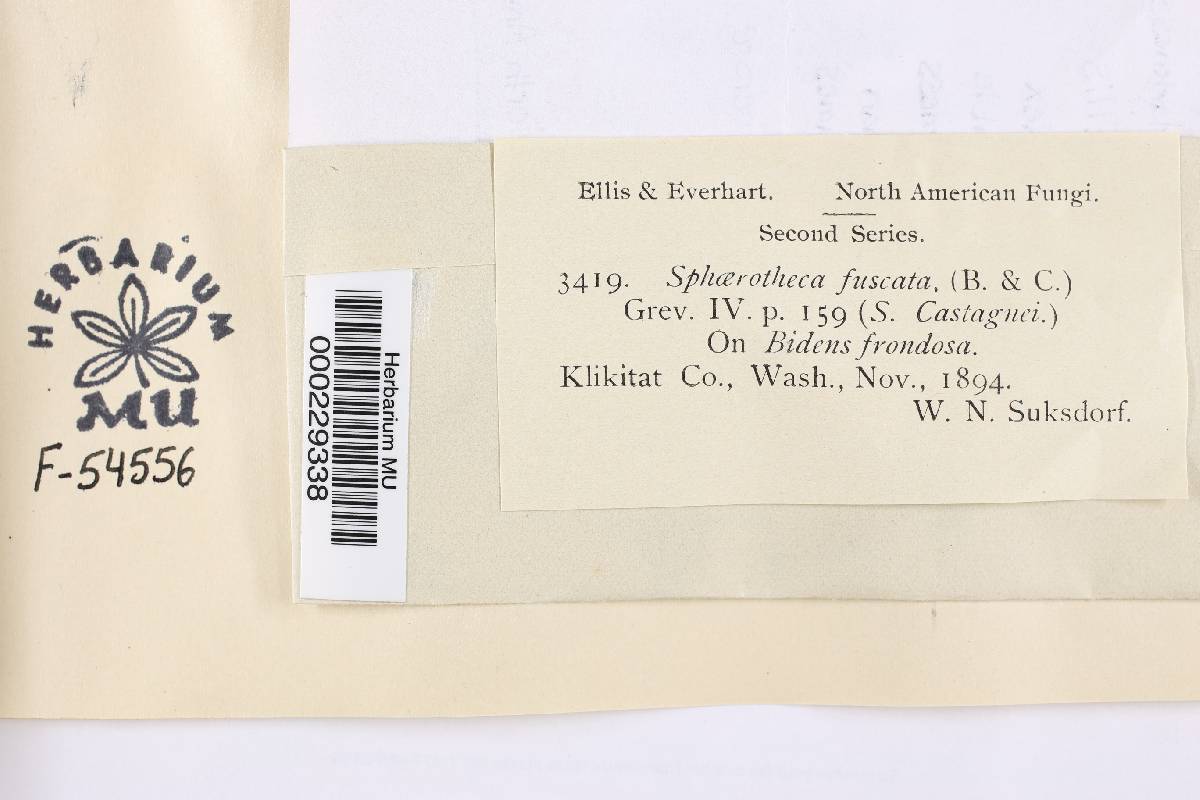 HERBARIUM
MU
F-54556
Herbarium MU
000229338
Ellis & Everhart. North American Fungi.
Second Series.
3419. Sphærotheca fuscata, (B. & C.)
Grev. IV. p. 159 (S. Castagnei.)
On Bidens frondosa.
Klikitat Co., Wash., Nov., 1894.
W. N. Suksdorf.